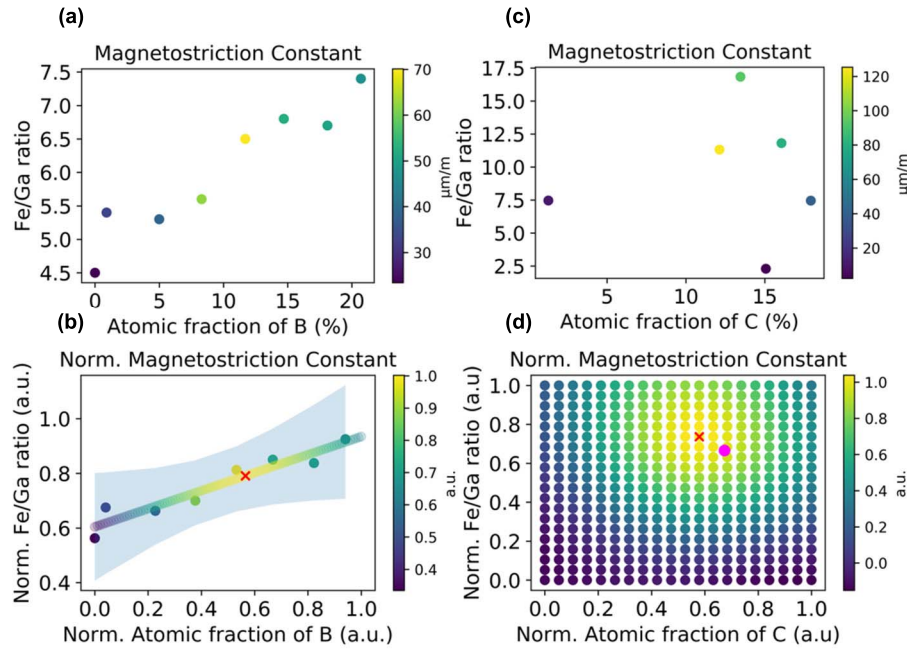 (a)
Magnetostriction Constant
7.5
7.0
6.5
6.0
5.5
5.0
4.5
Fe/Ga ratio
0 5 10 15 20
Atomic fraction of B (%)
70
60
50
40
30
µm/m
(c)
Magnetostriction Constant
17.5
15.0
12.5
10.0
7.5
5.0
2.5
Fe/Ga ratio
5 10 15
Atomic fraction of C (%)
120
100
80
60
40
20
µm/m
(b)
Norm. Magnetostriction Constant
1.0
0.8
0.6
0.4
Norm. Fe/Ga ratio (a.u.)
0.0 0.2 0.4 0.6 0.8 1.0
Norm. Atomic fraction of B (a.u.)
1.0
0.9
0.8
0.7
0.6
0.5
0.4
a.u.
(d)
Norm. Magnetostriction Constant
1.0
0.8
0.6
0.4
0.2
0.0
Norm. Fe/Ga ratio (a.u)
0.0 0.2 0.4 0.6 0.8 1.0
Norm. Atomic fraction of C (a.u)
1.0
0.8
0.6
0.4
0.2
0.0
a.u.